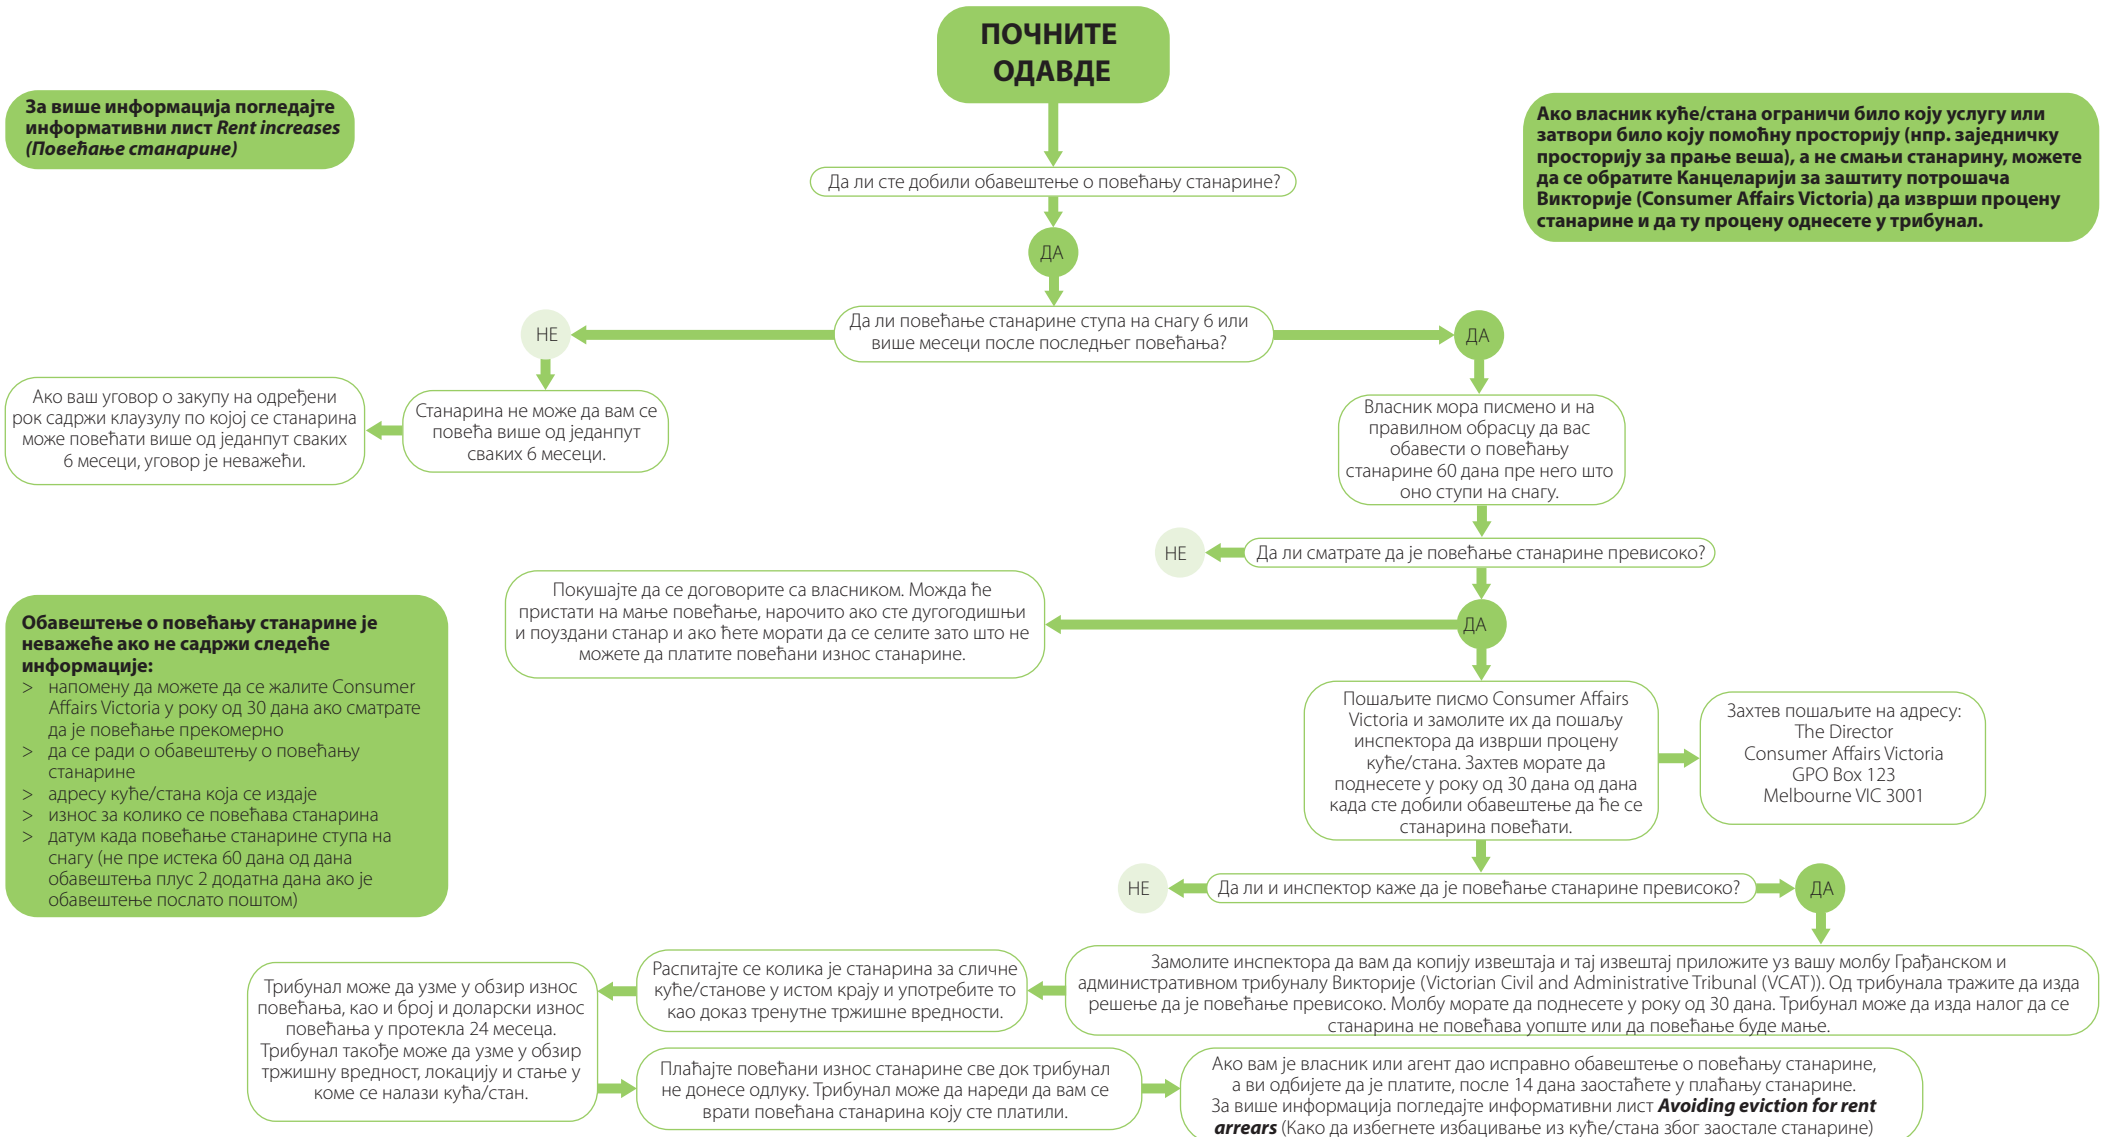 ПОЧНИТЕ
ОДАВДЕ
За више информација погледајте
информативни лист Rent increases
(Повећање станарине)
Ако власник куће/стана ограничи било коју услугу или
затвори било коју помоћну просторију (нпр. заједничку
просторију за прање веша), а не смањи станарину, можете
да се обратите Канцеларији за заштиту потрошача
Викторије (Consumer Affairs Victoria) да изврши процену
станарине и да ту процену однесете у трибунал.
Да ли сте добили обавештење о повећању станарине?
ДА
Да ли повећање станарине ступа на снагу 6 или
више месеци после последњег повећања?
НЕ
ДА
Станарина не може да вам се
повећа више од једанпут
сваких 6 месеци.
Ако ваш уговор о закупу на одређени
рок садржи клаузулу по којој се станарина
може повећати више од једанпут сваких
6 месеци, уговор је неважећи.
Власник мора писмено и на
правилном обрасцу да вас
обавести о повећању
станарине 60 дана пре него што
оно ступи на снагу.
Да ли сматрате да је повећање станарине превисоко?
НЕ
ДА
Покушајте да се договорите са власником. Можда ће
пристати на мање повећање, нарочито ако сте дугогодишњи
и поуздани станар и ако ћете морати да се селите зато што не
можете да платите повећани износ станарине.
Обавештење о повећању станарине је
неважеће ако не садржи следеће
информације:
> напомену да можете да се жалите Consumer
Affairs Victoria у року од 30 дана ако сматрате
да је повећање прекомерно
> да се ради о обавештењу о повећању
станарине
> адресу куће/стана која се издаје
> износ за колико се повећава станарина
> датум када повећање станарине ступа на
снагу (не пре истека 60 дана од дана
обавештења плус 2 додатна дана ако је
обавештење послато поштом)
Пошаљите писмо Consumer Affairs
Victoria и замолите их да пошаљу
инспектора да изврши процену
куће/стана. Захтев морате да
поднесете у року од 30 дана од дана
када сте добили обавештење да ће се
станарина повећати.
Захтев пошаљите на адресу:
The Director
Consumer Affairs Victoria
GPO Box 123
Melbourne VIC 3001
Да ли и инспектор каже да је повећање станарине превисоко?
НЕ
ДА
Замолите инспектора да вам да копију извештаја и тај извештај приложите уз вашу молбу Грађанском и
административном трибуналу Викторије (Victorian Civil and Administrative Tribunal (VCAT)). Од трибунала тражите да изда
решење да је повећање превисоко. Молбу морате да поднесете у року од 30 дана. Трибунал може да изда налог да се
станарина не повећава уопште или да повећање буде мање.
Распитајте се колика је станарина за сличне
куће/станове у истом крају и употребите то
као доказ тренутне тржишне вредности.
Трибунал може да узме у обзир износ
повећања, као и број и доларски износ
повећања у протекла 24 месеца.
Трибунал такође може да узме у обзир
тржишну вредност, локацију и стање у
коме се налази кућа/стан.
Плаћајте повећани износ станарине све док трибунал
не донесе одлуку. Трибунал може да нареди да вам се
врати повећана станарина коју сте платили.
Ако вам је власник или агент дао исправно обавештење о повећању станарине,
а ви одбијете да је платите, после 14 дана заостаћете у плаћању станарине.
За више информација погледајте информативни лист Avoiding eviction for rent
arrears (Како да избегнете избацивање из куће/стана због заостале станарине)